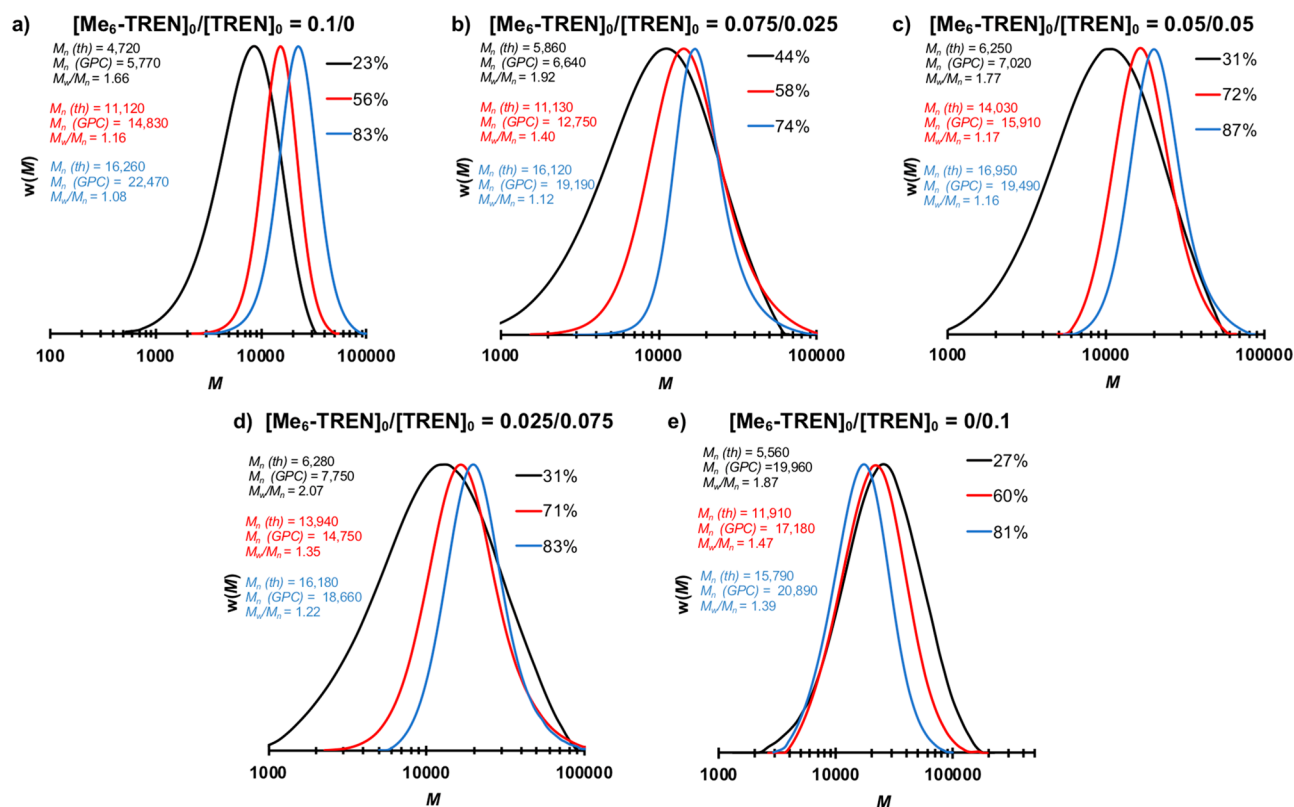 a) [Me₆-TREN]₀/[TREN]₀ = 0.1/0
Mn (th) = 4,720
Mn (GPC) = 5,770
Mw/Mn = 1.66
Mn (th) = 11,120
Mn (GPC) = 14,830
Mw/Mn = 1.16
Mn (th) = 16,260
Mn (GPC) = 22,470
Mw/Mn = 1.08
23%
56%
83%
w(M)
100 1000 10000 100000
M
b) [Me₆-TREN]₀/[TREN]₀ = 0.075/0.025
Mn (th) = 5,860
Mn (GPC) = 6,640
Mw/Mn = 1.92
Mn (th) = 11,130
Mn (GPC) = 12,750
Mw/Mn = 1.40
Mn (th) = 16,120
Mn (GPC) = 19,190
Mw/Mn = 1.12
44%
58%
74%
w(M)
1000 10000 100000
M
c) [Me₆-TREN]₀/[TREN]₀ = 0.05/0.05
Mn (th) = 6,250
Mn (GPC) = 7,020
Mw/Mn = 1.77
Mn (th) = 14,030
Mn (GPC) = 15,910
Mw/Mn = 1.17
Mn (th) = 16,950
Mn (GPC) = 19,490
Mw/Mn = 1.16
31%
72%
87%
w(M)
1000 10000 100000
M
d) [Me₆-TREN]₀/[TREN]₀ = 0.025/0.075
Mn (th) = 6,280
Mn (GPC) = 7,750
Mw/Mn = 2.07
Mn (th) = 13,940
Mn (GPC) = 14,750
Mw/Mn = 1.35
Mn (th) = 16,180
Mn (GPC) = 18,660
Mw/Mn = 1.22
31%
71%
83%
w(M)
1000 10000 100000
M
e) [Me₆-TREN]₀/[TREN]₀ = 0/0.1
Mn (th) = 5,560
Mn (GPC) =19,960
Mw/Mn = 1.87
Mn (th) = 11,910
Mn (GPC) = 17,180
Mw/Mn = 1.47
Mn (th) = 15,790
Mn (GPC) = 20,890
Mw/Mn = 1.39
27%
60%
81%
w(M)
1000 10000 100000
M